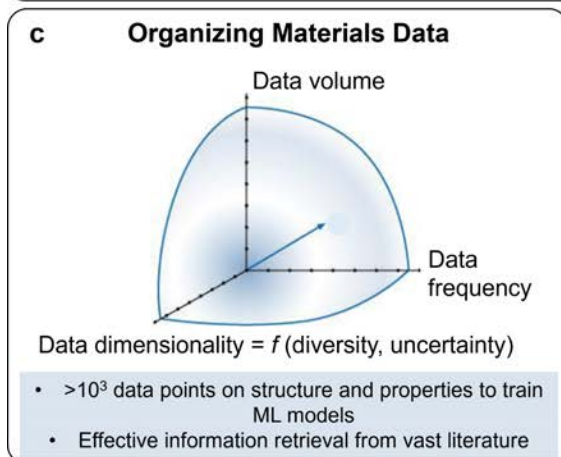 c Organizing Materials Data
Data volume
Data
frequency
Data dimensionality = f (diversity, uncertainty)
• >10³ data points on structure and properties to train
ML models
• Effective information retrieval from vast literature